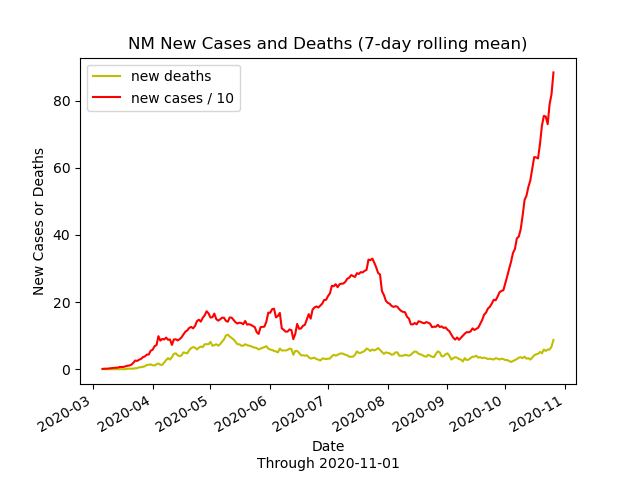 NM New Cases and Deaths (7-day rolling mean)
new deaths
new cases / 10
80
60
40
20
0
New Cases or Deaths
2020-03
2020-04
2020-05
2020-06
2020-07
2020-08
2020-09
2020-10
2020-11
Date
Through 2020-11-01